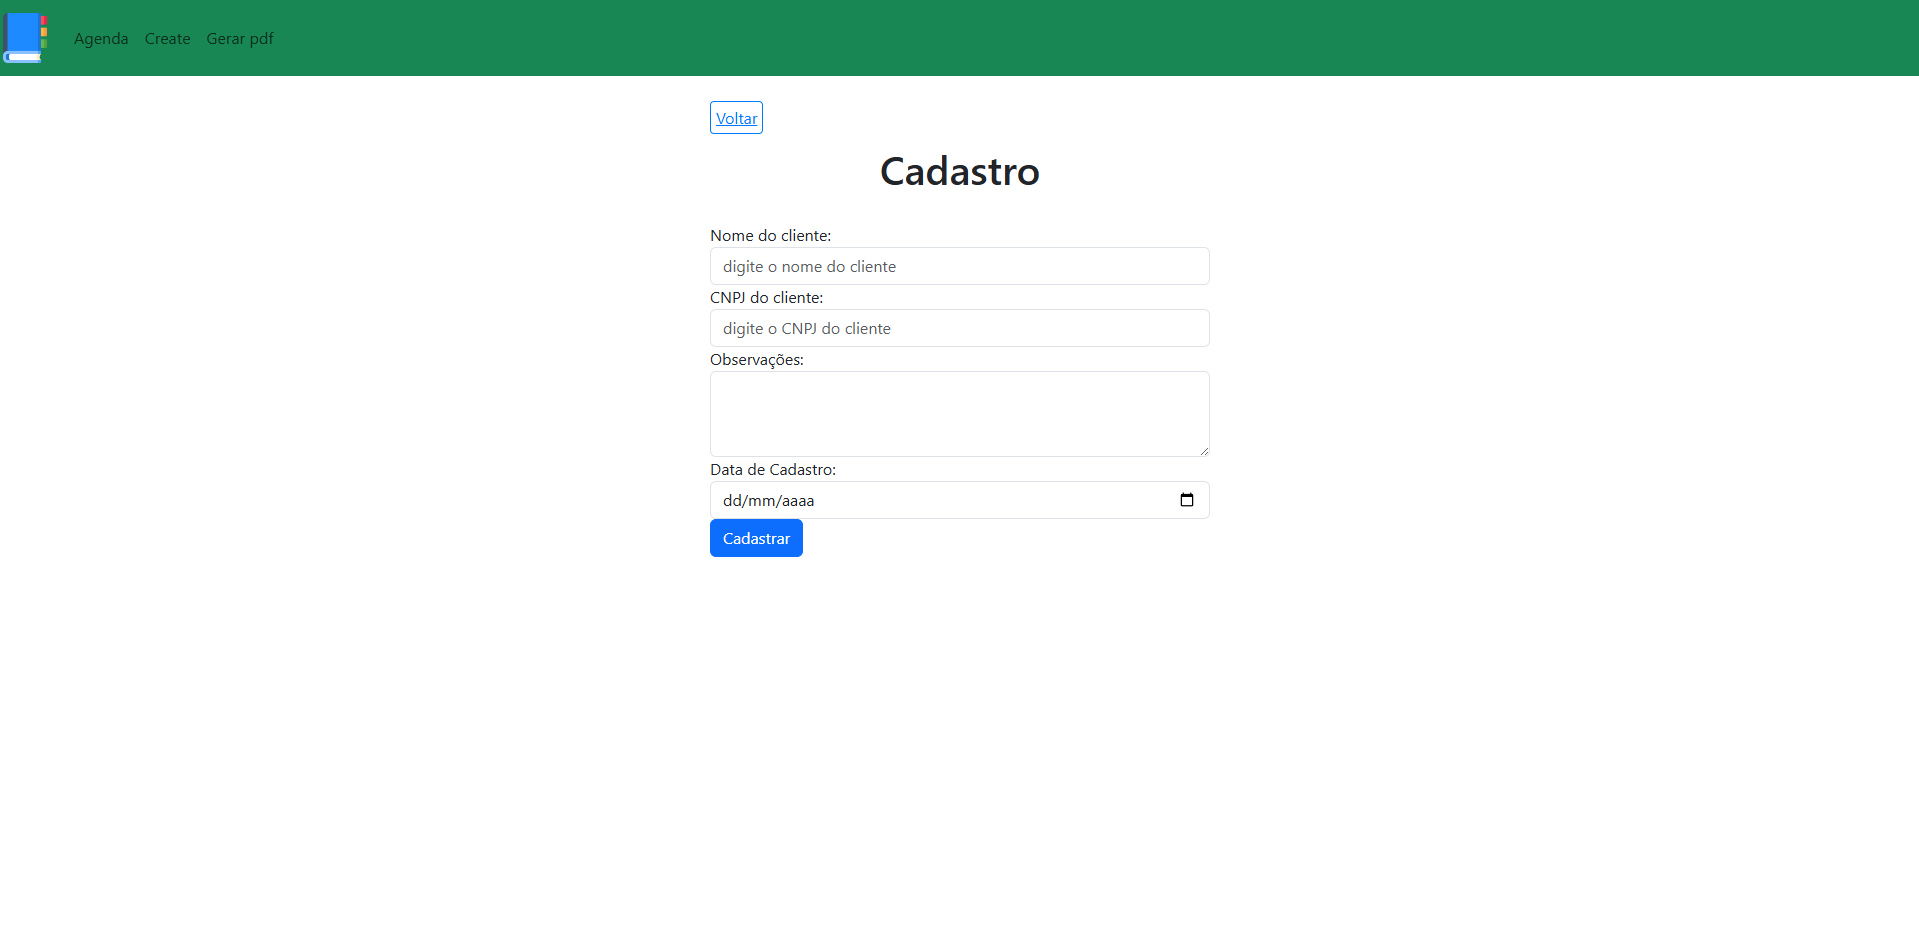 Agenda Create Gerar pdf
Voltar
Cadastro
Nome do cliente:
digite o nome do cliente
CNPJ do cliente:
digite o CNPJ do cliente
Observações:
Data de Cadastro:
dd/mm/aaaa
Cadastrar